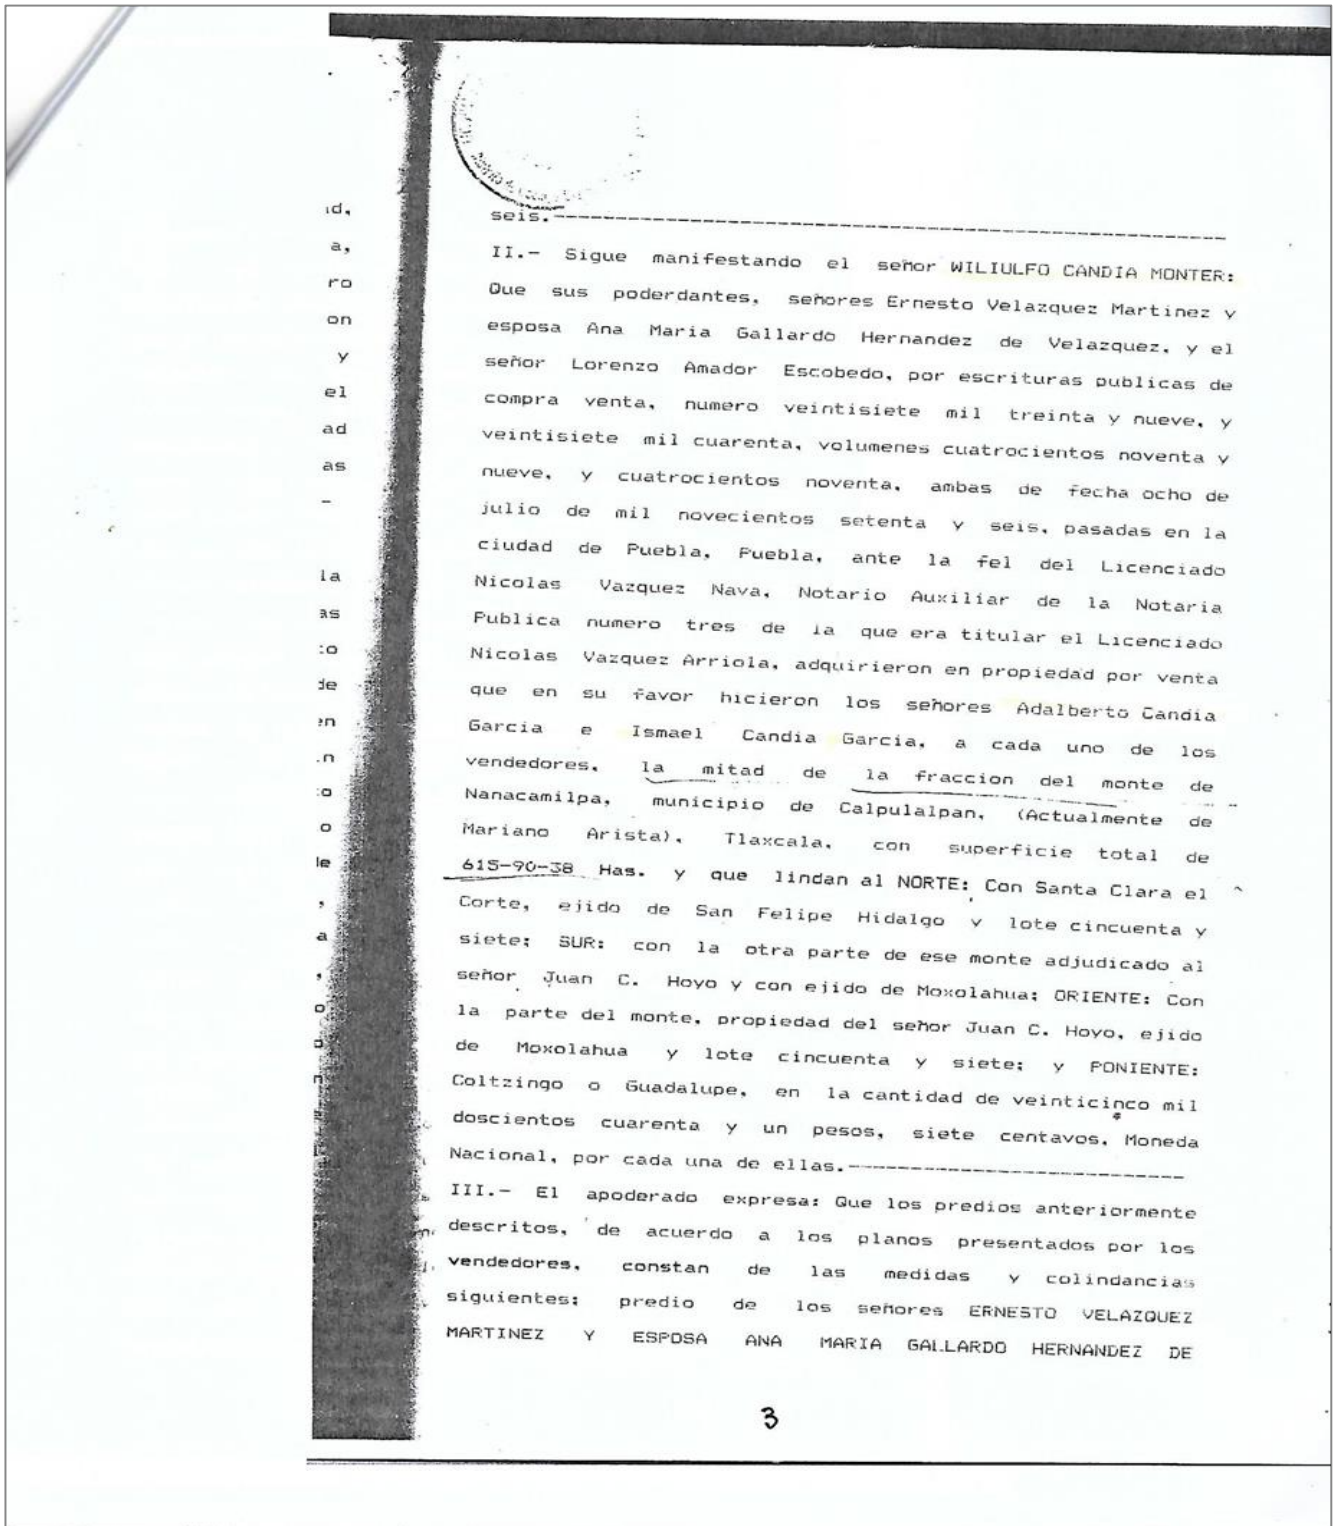 seis.------------------------------------------------
II.- Sigue manifestando el señor WILIULFO CANDIA MONTER:
Que sus poderdantes, señores Ernesto Velazquez Martinez y
esposa Ana Maria Gallardo Hernandez de Velazquez, y el
señor Lorenzo Amador Escobedo, por escrituras publicas de
compra venta, numero veintisiete mil treinta y nueve, y
veintisiete mil cuarenta, volumenes cuatrocientos noventa y
nueve, y cuatrocientos noventa, ambas de fecha ocho de
julio de mil novecientos setenta y seis, pasadas en la
ciudad de Puebla, Puebla, ante la fel del Licenciado
Nicolas Vazquez Nava, Notario Auxiliar de la Notaria
Publica numero tres de la que era titular el Licenciado
Nicolas Vazquez Arriola, adquirieron en propiedad por venta
que en su favor hicieron los señores Adalberto Candia
Garcia e Ismael Candia Garcia, a cada uno de los
vendedores, la mitad de la fraccion del monte de
Nanacamilpa, municipio de Calpulalpan, (Actualmente de
Mariano Arista), Tlaxcala, con superficie total de
615-90-38 Has. y que lindan al NORTE: Con Santa Clara el
Corte, ejido de San Felipe Hidalgo y lote cincuenta y
siete; SUR: con la otra parte de ese monte adjudicado al
señor Juan C. Hoyo y con ejido de Moxolahua; ORIENTE: Con
la parte del monte, propiedad del señor Juan C. Hoyo, ejido
de Moxolahua y lote cincuenta y siete; y PONIENTE:
Coltzingo o Guadalupe, en la cantidad de veinticinco mil
doscientos cuarenta y un pesos, siete centavos, Moneda
Nacional, por cada una de ellas.---------------------------
III.- El apoderado expresa: Que los predios anteriormente
descritos, de acuerdo a los planos presentados por los
vendedores, constan de las medidas y colindancias
siguientes; predio de los señores ERNESTO VELAZQUEZ
MARTINEZ Y ESPOSA ANA MARIA GALLARDO HERNANDEZ DE
3
ad
a,
ro
on
y
el
ad
as
-
la
as
de
o
a